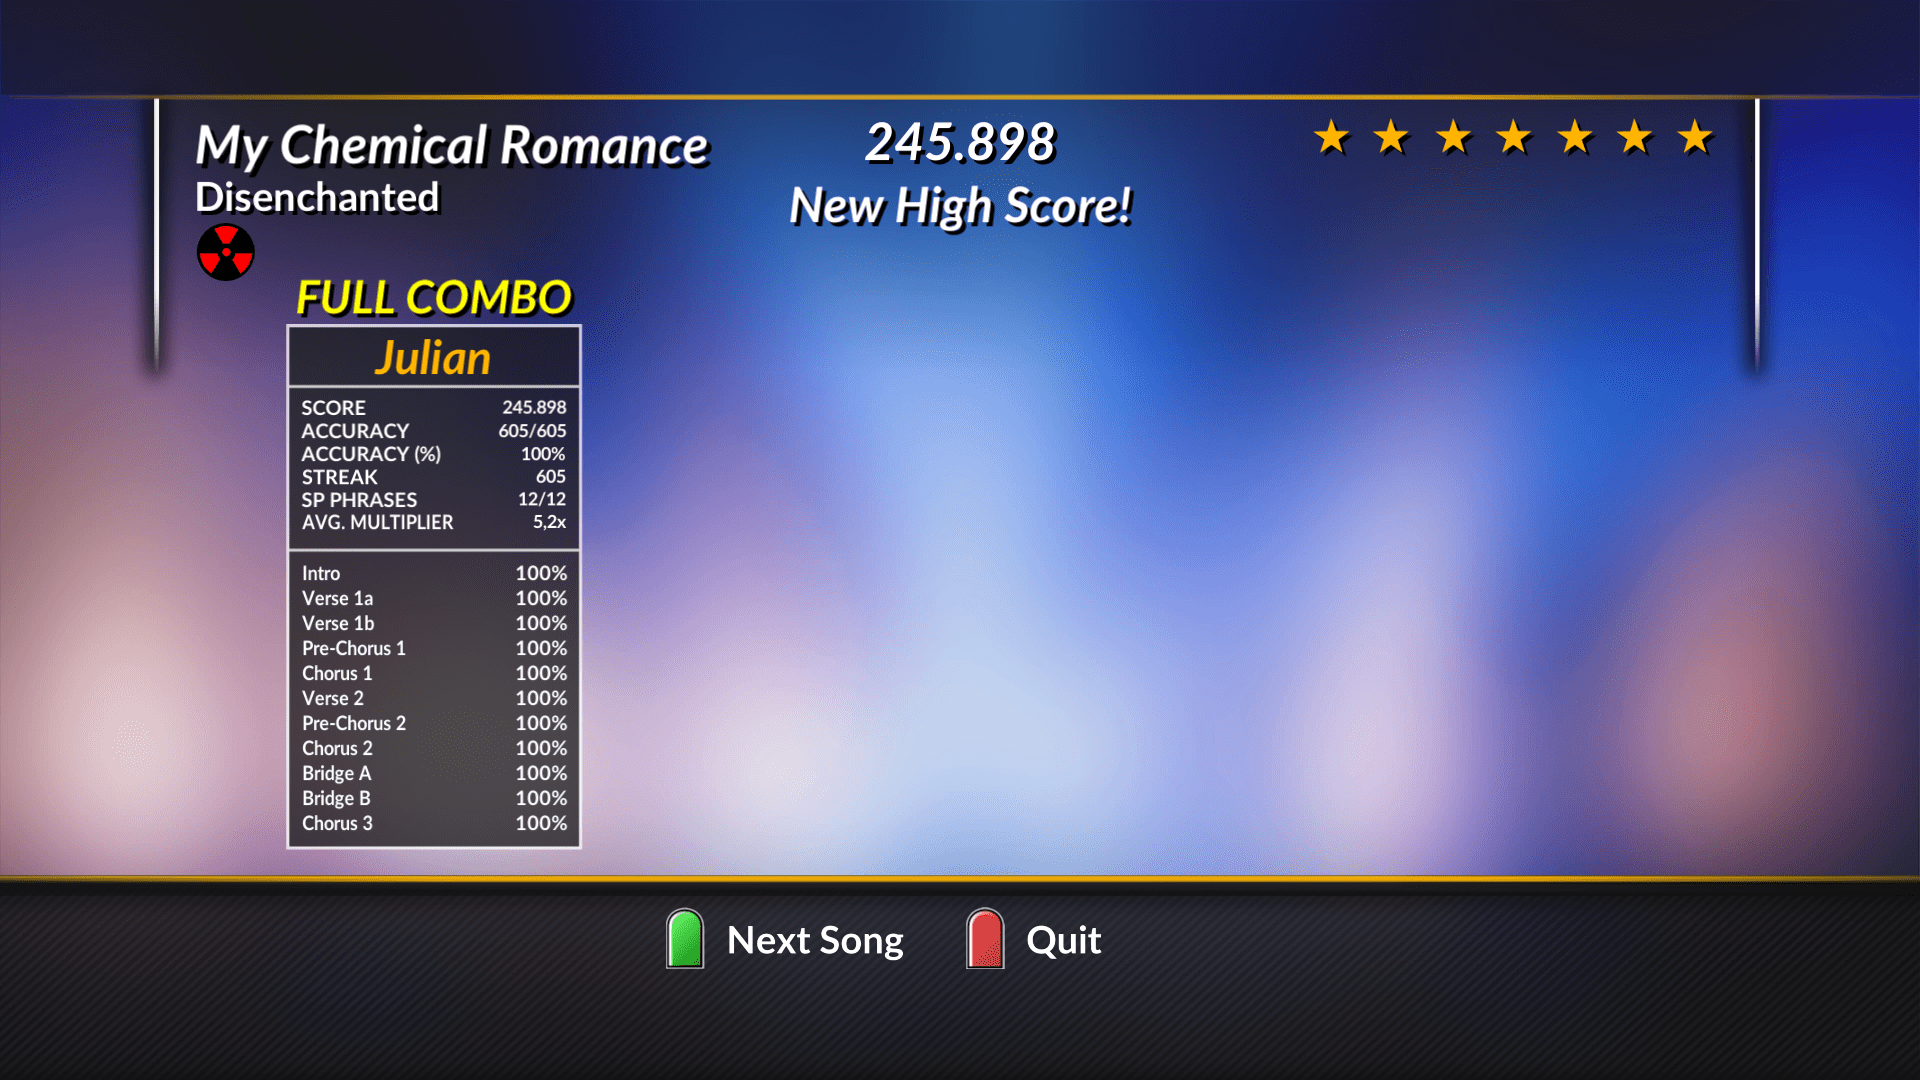 My Chemical Romance
Disenchanted
245.898
New High Score!
FULL COMBO
Julian
SCORE 245.898
ACCURACY 605/605
ACCURACY (%) 100%
STREAK 605
SP PHRASES 12/12
AVG. MULTIPLIER 5,2x
Intro 100%
Verse 1a 100%
Verse 1b 100%
Pre-Chorus 1 100%
Chorus 1 100%
Verse 2 100%
Pre-Chorus 2 100%
Chorus 2 100%
Bridge A 100%
Bridge B 100%
Chorus 3 100%
Next Song
Quit